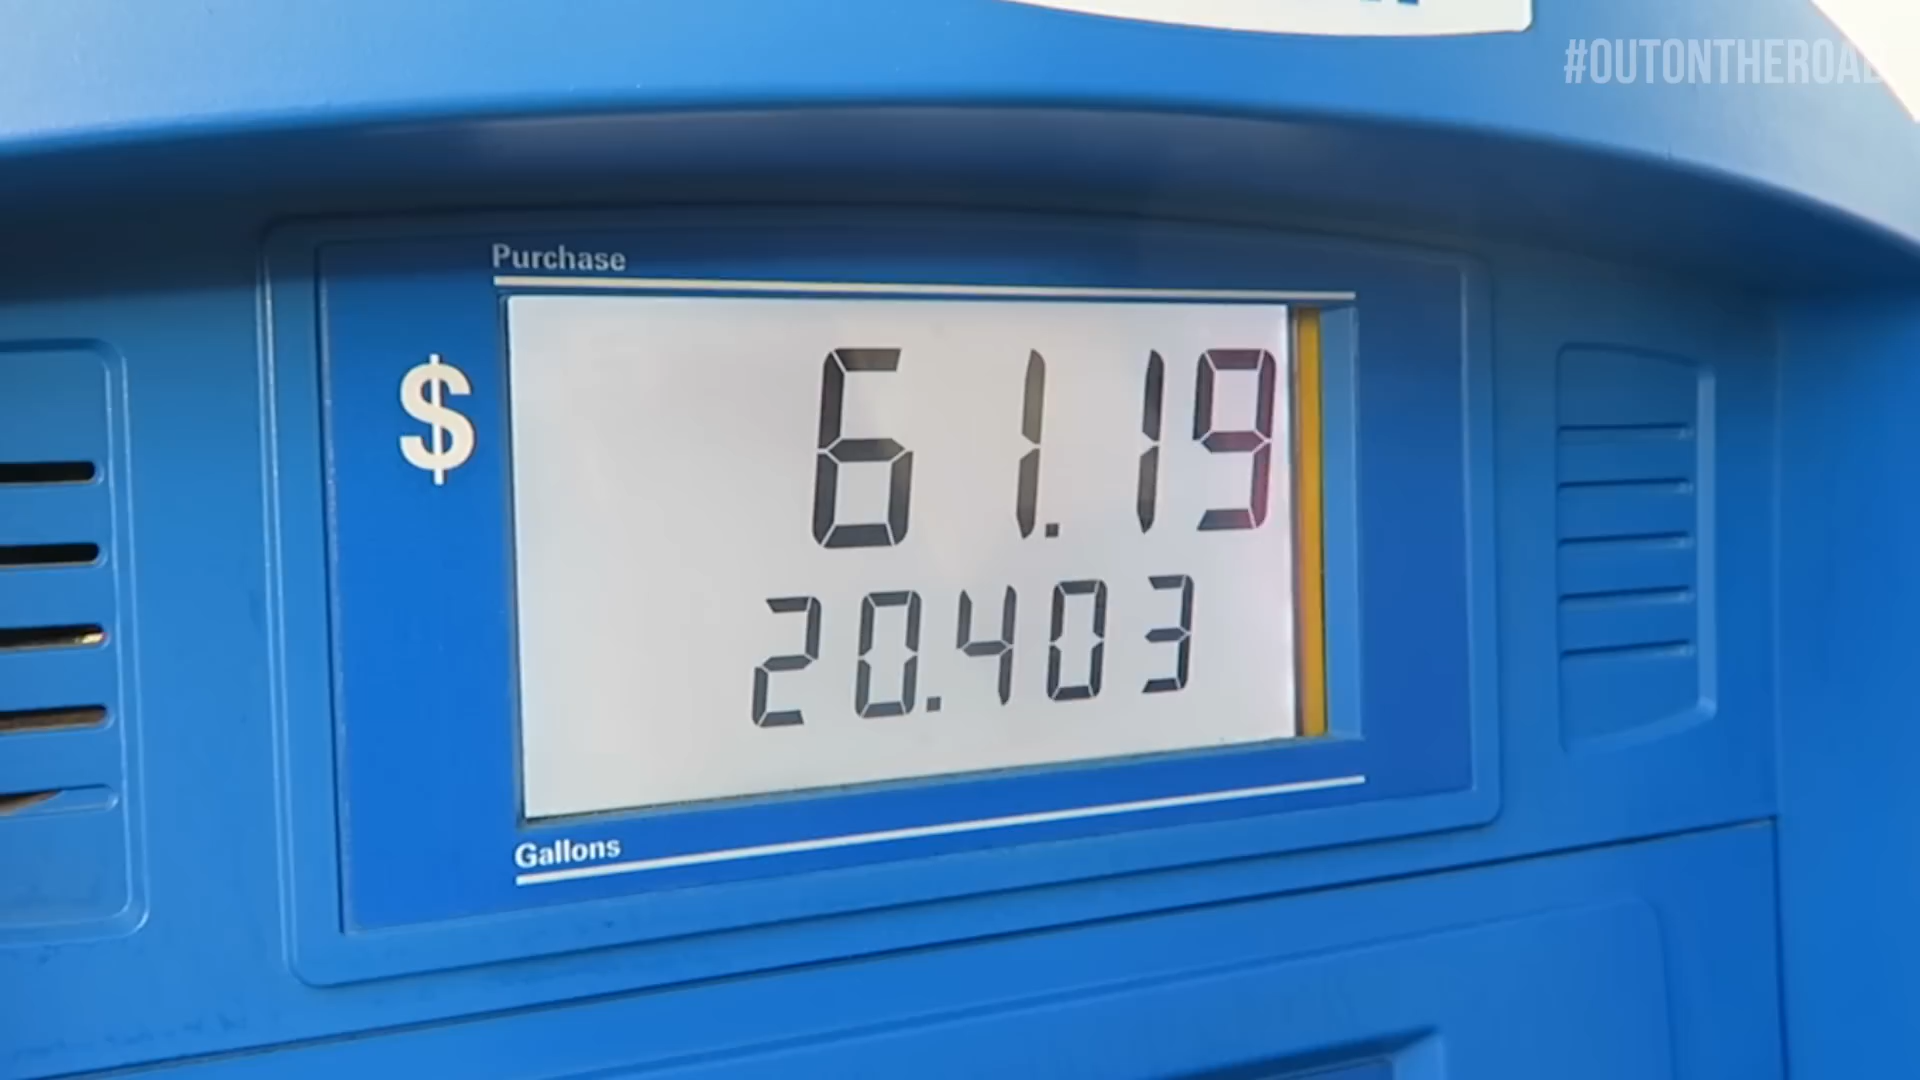 #OUTONTHEROAD
Purchase
$ 61.19
20.403
Gallons